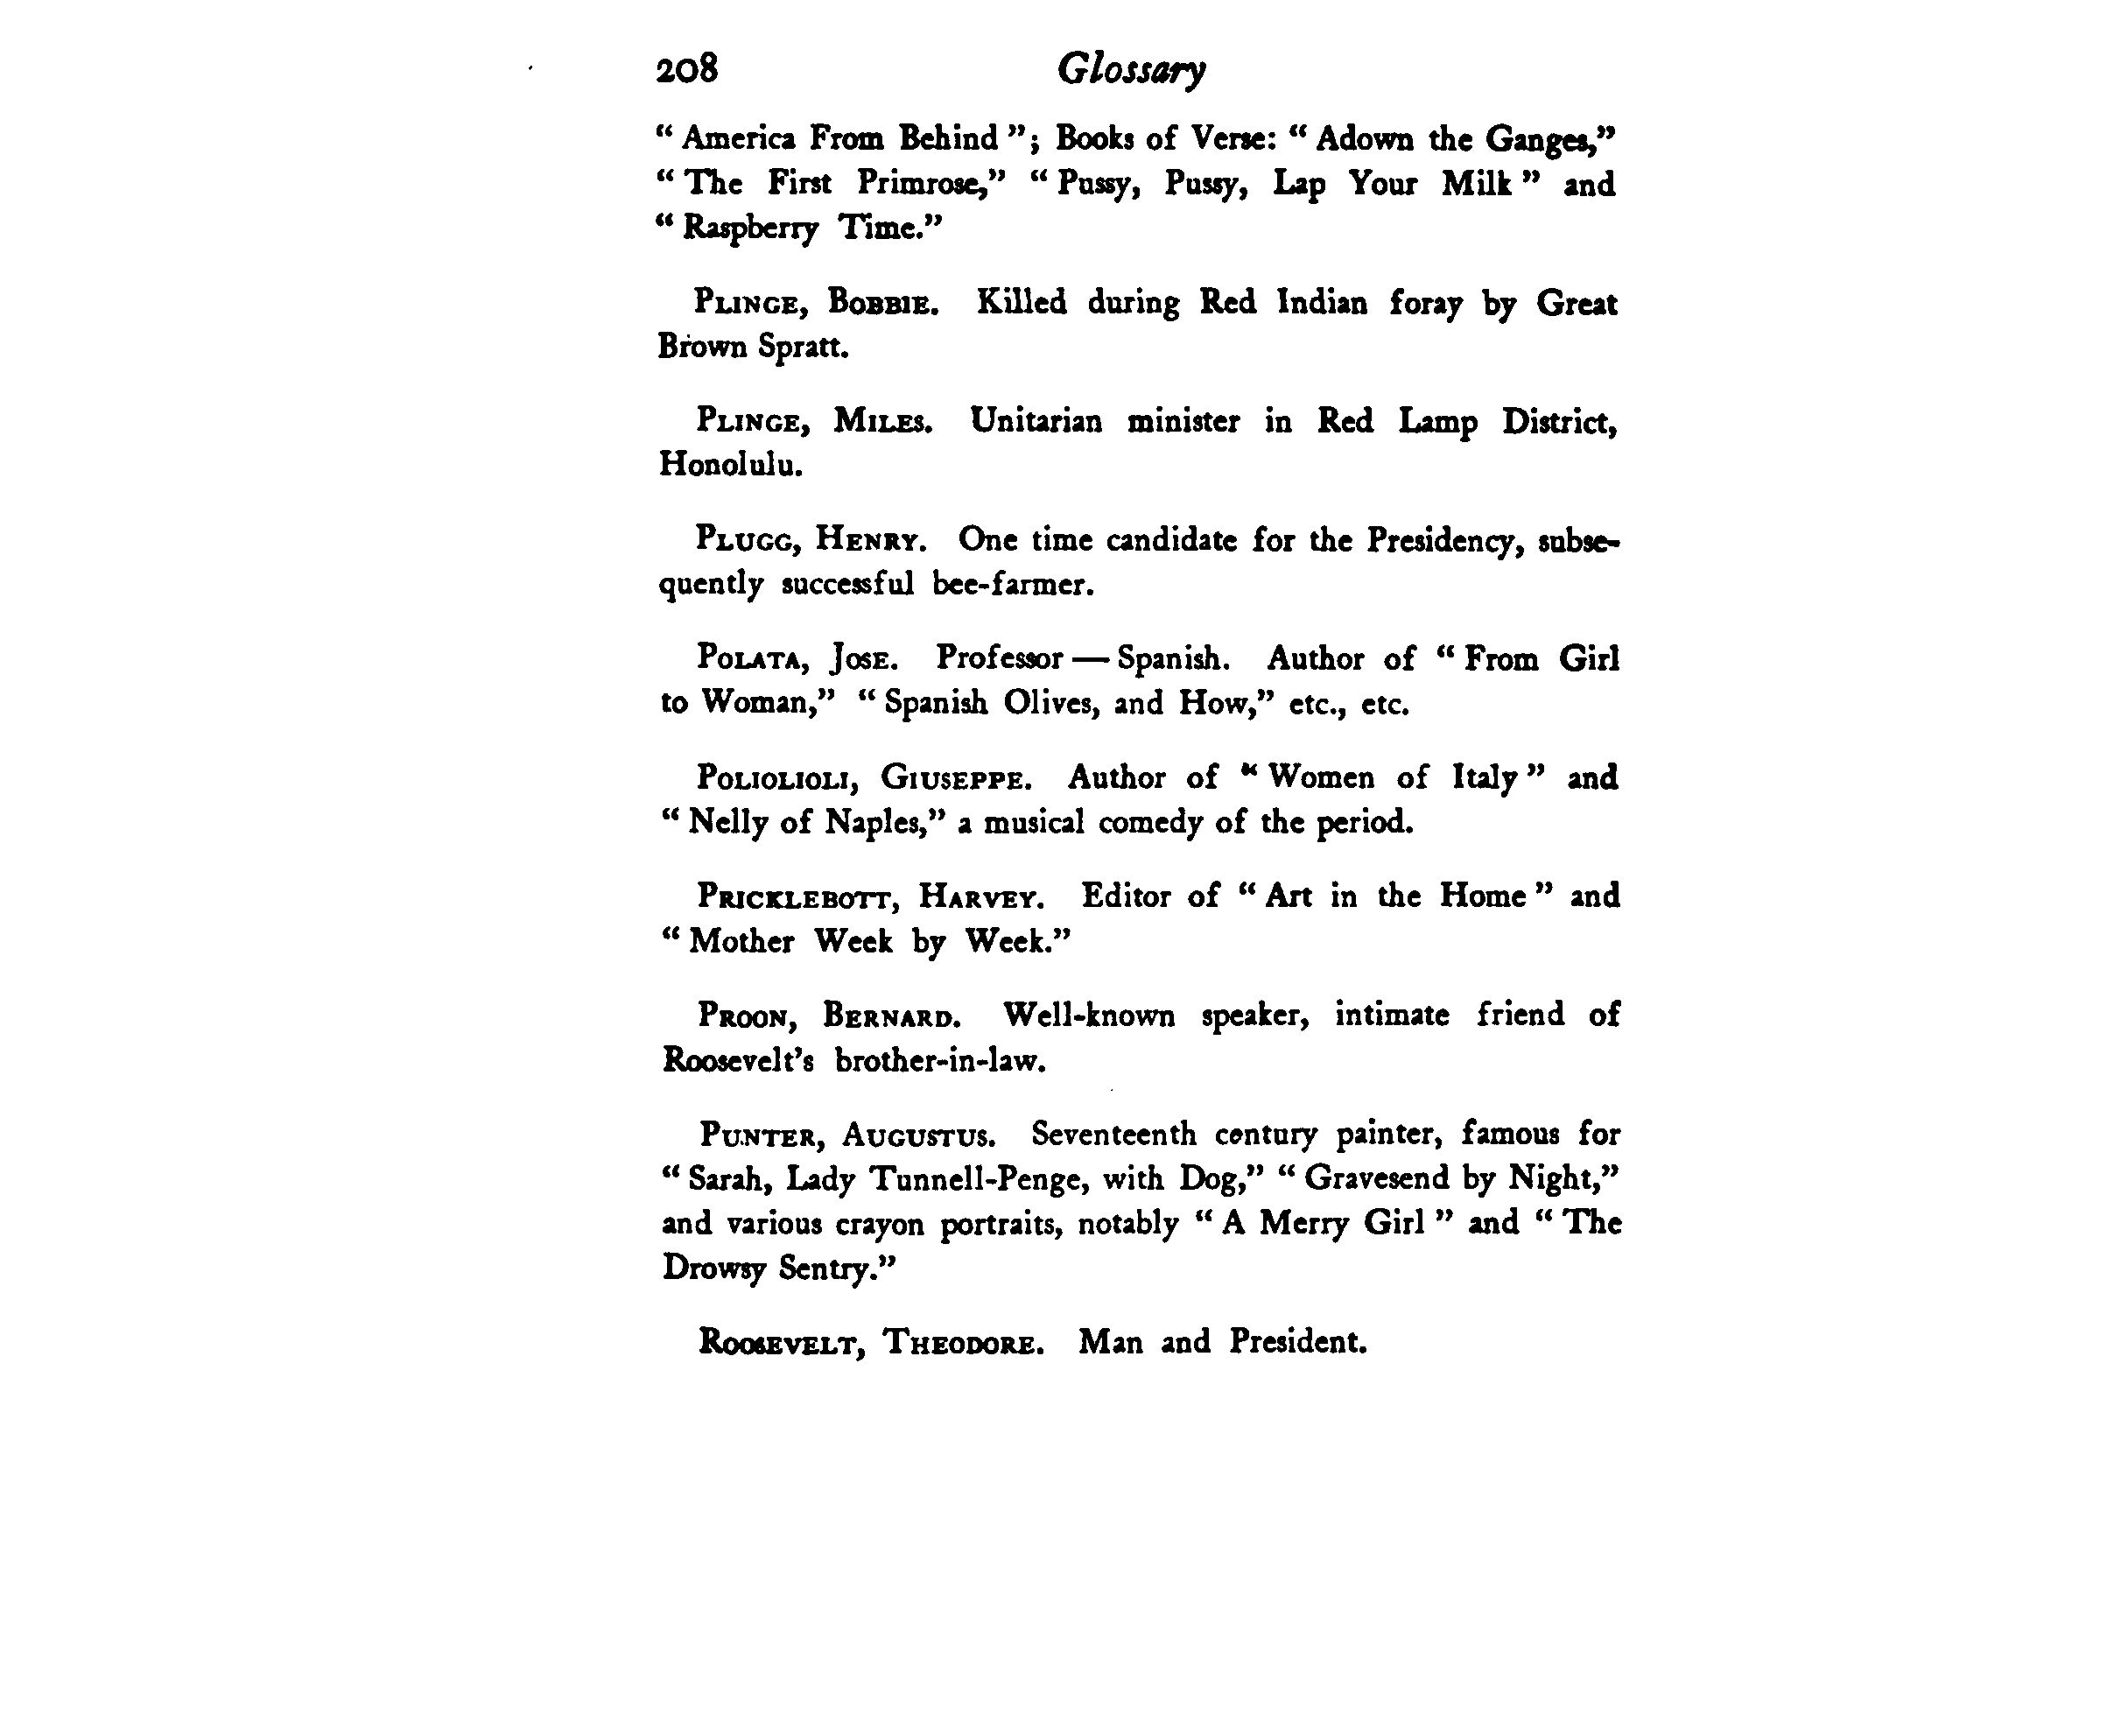 208 Glossary
“ America From Behind ”; Books of Verse: “ Adown the Ganges,”
“ The First Primrose,” “ Pussy, Pussy, Lap Your Milk ” and
“ Raspberry Time.”
PLINGE, BOBBIE. Killed during Red Indian foray by Great
Brown Spratt.
PLINGE, MILES. Unitarian minister in Red Lamp District,
Honolulu.
PLUGG, HENRY. One time candidate for the Presidency, subse-
quently successful bee-farmer.
POLATA, JOSE. Professor — Spanish. Author of “ From Girl
to Woman,” “ Spanish Olives, and How,” etc., etc.
POLIOLIOLI, GIUSEPPE. Author of “ Women of Italy ” and
“ Nelly of Naples,” a musical comedy of the period.
PRICKLEBOTT, HARVEY. Editor of “ Art in the Home ” and
“ Mother Week by Week.”
PROON, BERNARD. Well-known speaker, intimate friend of
Roosevelt’s brother-in-law.
PUNTER, AUGUSTUS. Seventeenth century painter, famous for
“ Sarah, Lady Tunnell-Penge, with Dog,” “ Gravesend by Night,”
and various crayon portraits, notably “ A Merry Girl ” and “ The
Drowsy Sentry.”
ROOSEVELT, THEODORE. Man and President.